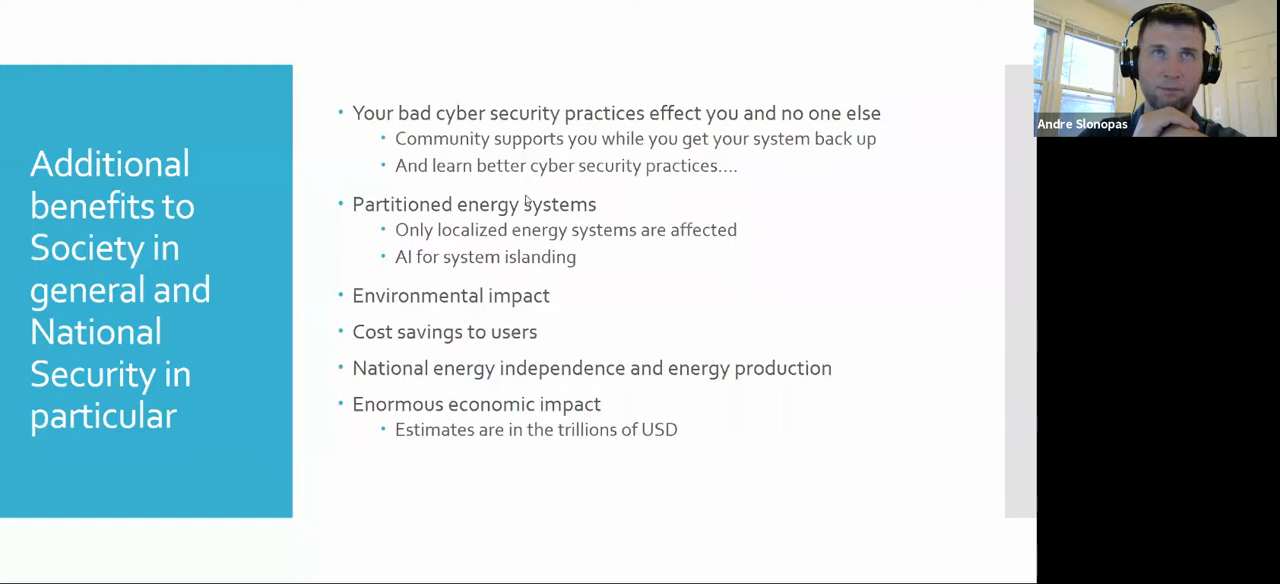 Additional
benefits to
Society in
general and
National
Security in
particular
• Your bad cyber security practices effect you and no one else
• Community supports you while you get your system back up
• And learn better cyber security practices....
• Partitioned energy systems
• Only localized energy systems are affected
• AI for system islanding
• Environmental impact
• Cost savings to users
• National energy independence and energy production
• Enormous economic impact
• Estimates are in the trillions of USD
Andre Slonopas